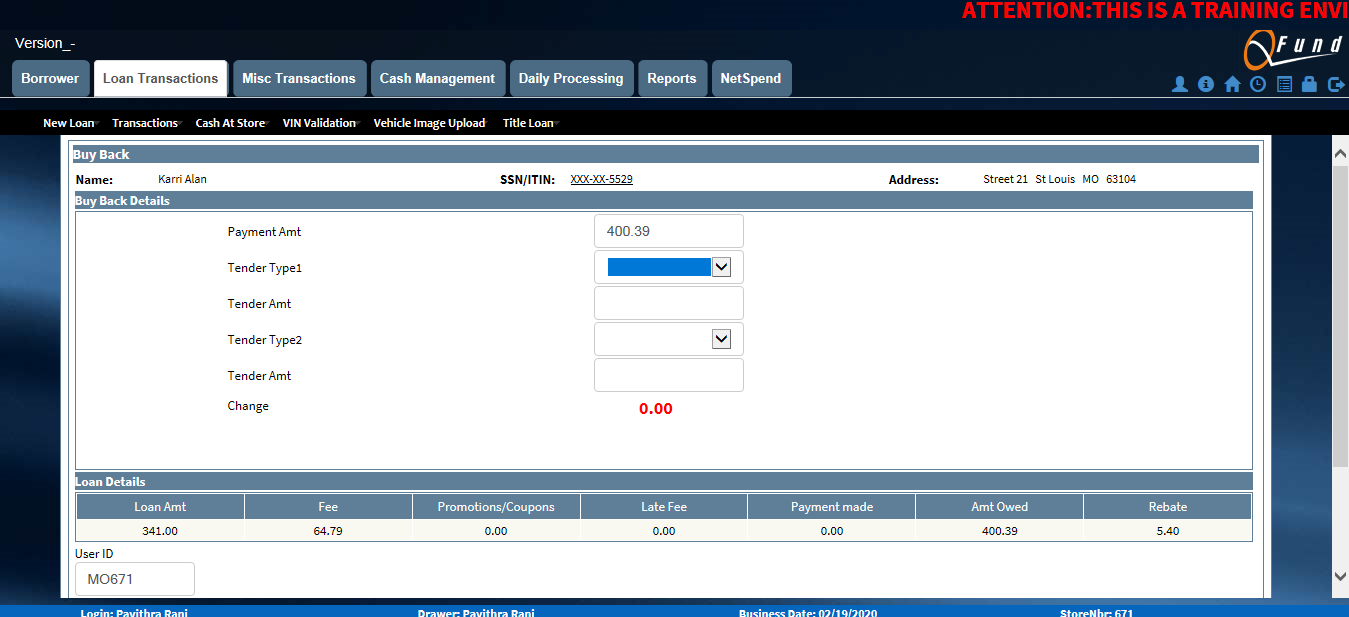 ATTENTION:THIS IS A TRAINING ENVI
Version_-
QFund
Borrower Loan Transactions Misc Transactions Cash Management Daily Processing Reports NetSpend
New Loan Transactions Cash At Store VIN Validation Vehicle Image Upload Title Loan
Buy Back
Name: Karri Alan SSN/ITIN: XXX-XX-5529 Address: Street 21 St Louis MO 63104
Buy Back Details
Payment Amt 400.39
Tender Type1
Tender Amt
Tender Type2
Tender Amt
Change 0.00
Loan Details
Loan Amt Fee Promotions/Coupons Late Fee Payment made Amt Owed Rebate
341.00 64.79 0.00 0.00 0.00 400.39 5.40
User ID
MO671
Login: Pavithra Rani Drawer: Pavithra Rani Business Date: 02/19/2020 StoreNbr: 671